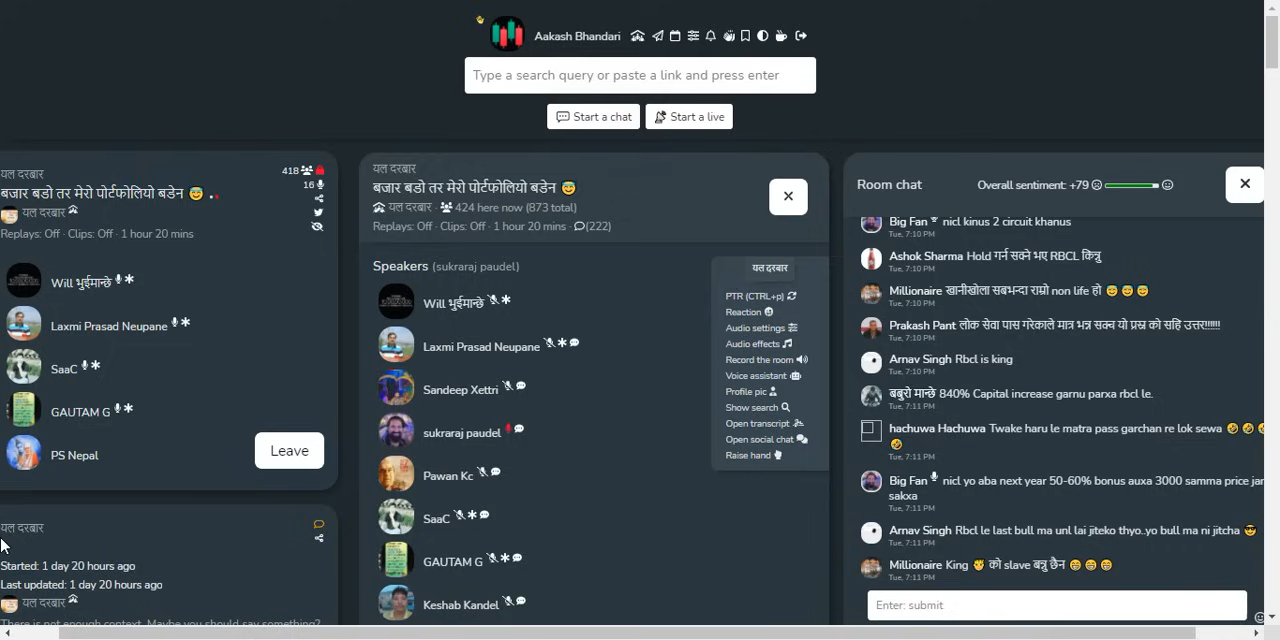 Aakash Bhandari
Type a search query or paste a link and press enter
Start a chat
Start a live
यल दरबार
बजार बडो तर मेरो पोर्टफोलियो बडेन 😇 ..
418
16
यल दरबार
Replays: Off · Clips: Off · 1 hour 20 mins
Will भुईमान्छे
Laxmi Prasad Neupane
SaaC
GAUTAM G
PS Nepal
Leave
यल दरबार
Started: 1 day 20 hours ago
Last updated: 1 day 20 hours ago
यल दरबार
There is not enough context. Maybe you should say something?
यल दरबार
बजार बडो तर मेरो पोर्टफोलियो बडेन 😇
यल दरबार · 424 here now (873 total)
Replays: Off · Clips: Off · 1 hour 20 mins · (222)
Speakers (sukraraj paudel)
Will भुईमान्छे
Laxmi Prasad Neupane
Sandeep Xettri
sukraraj paudel
Pawan Kc
SaaC
GAUTAM G
Keshab Kandel
यल दरबार
PTR (CTRL+p)
Reaction
Audio settings
Audio effects
Record the room
Voice assistant
Profile pic
Show search
Open transcript
Open social chat
Raise hand
Room chat
Overall sentiment: +79
Big Fan nicl kinus 2 circuit khanus
Tue, 7:10 PM
Ashok Sharma Hold गर्न सक्ने भए RBCL किन्नु
Tue, 7:10 PM
Millionaire खानीखोला सबभन्दा राम्रो non life हो 😅 😅 😅
Tue, 7:10 PM
Prakash Pant लोक सेवा पास गरेकाले मात्र भन्न सक्ब यो प्रस्न को सहि उत्तर!!!!!!
Tue, 7:10 PM
Arnav Singh Rbcl is king
Tue, 7:10 PM
बबुरो मान्छे 840% Capital increase garnu parxa rbcl le.
Tue, 7:11 PM
hachuwa Hachuwa Twake haru le matra pass garchan re lok sewa 🤣 🤣 🤣
🤣
Tue, 7:11 PM
Big Fan nicl yo aba next year 50-60% bonus auxa 3000 samma price jan
sakxa
Tue, 7:11 PM
Arnav Singh Rbcl le last bull ma unl lai jiteko thyo..yo bull ma ni jitcha 😎
Tue, 7:11 PM
Millionaire King 🤴 को slave बन्नु छैन 😁 😁 😁
Tue, 7:11 PM
Enter: submit